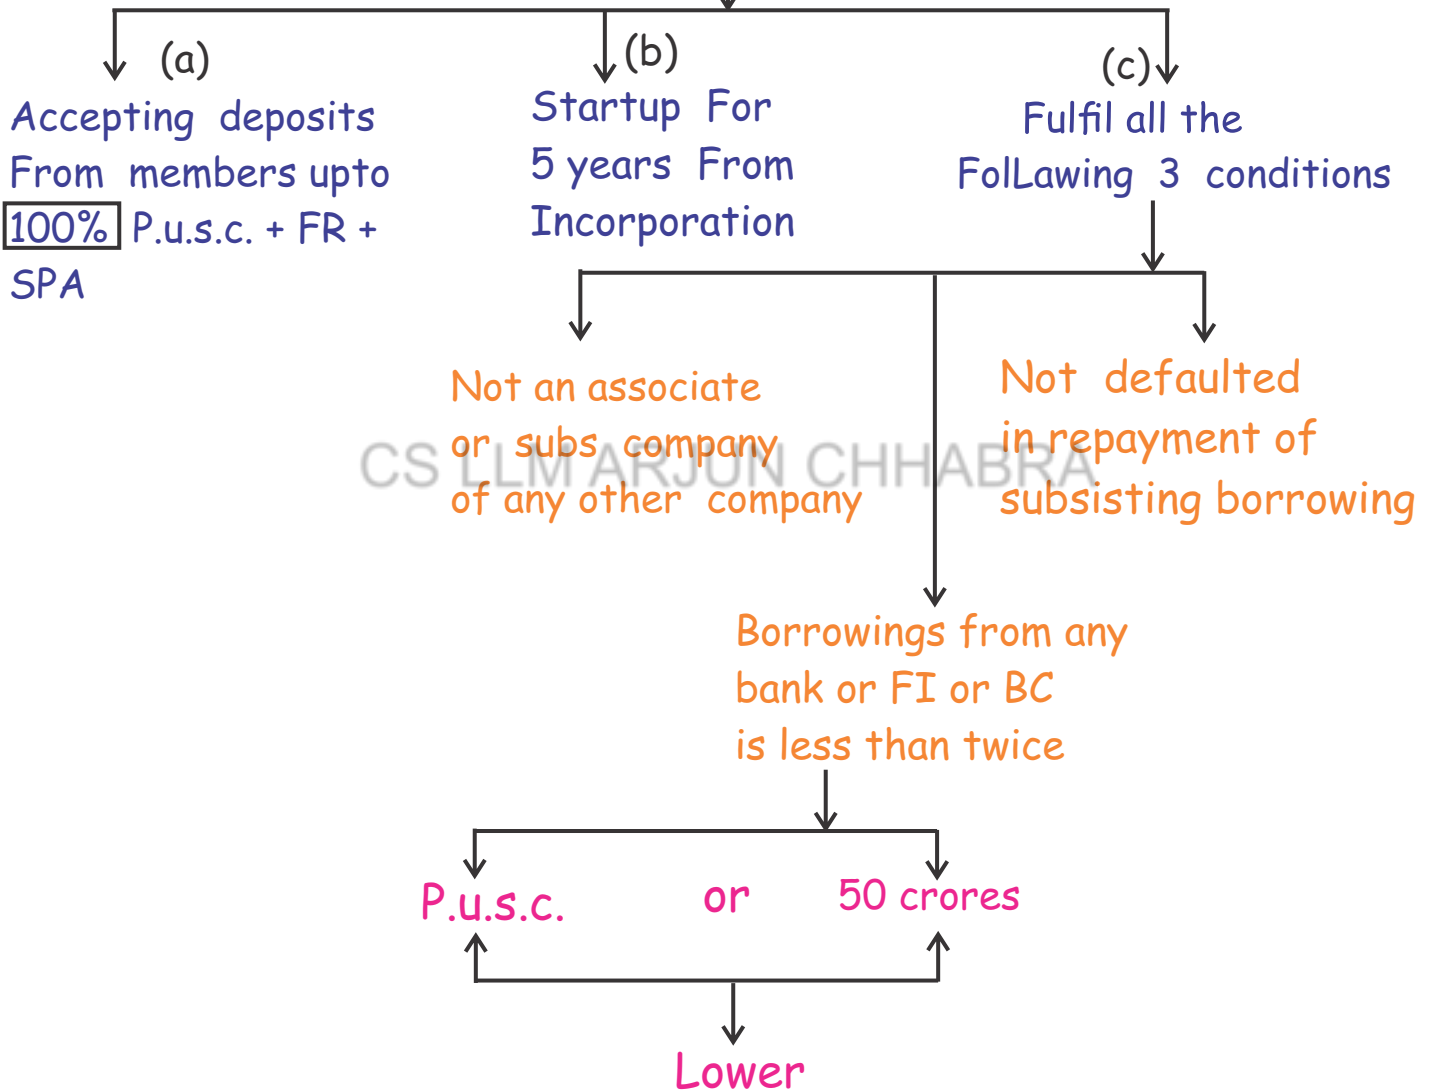 (a)
Accepting deposits
From members upto
100% P.u.s.c. + FR +
SPA
(b)
Startup For
5 years From
Incorporation
(c)
Fulfil all the
FolLawing 3 conditions
Not an associate
or subs company
of any other company
Not defaulted
in repayment of
subsisting borrowing
CS LLM ARJUN CHHABRA
Borrowings from any
bank or FI or BC
is less than twice
P.u.s.c. or 50 crores
Lower